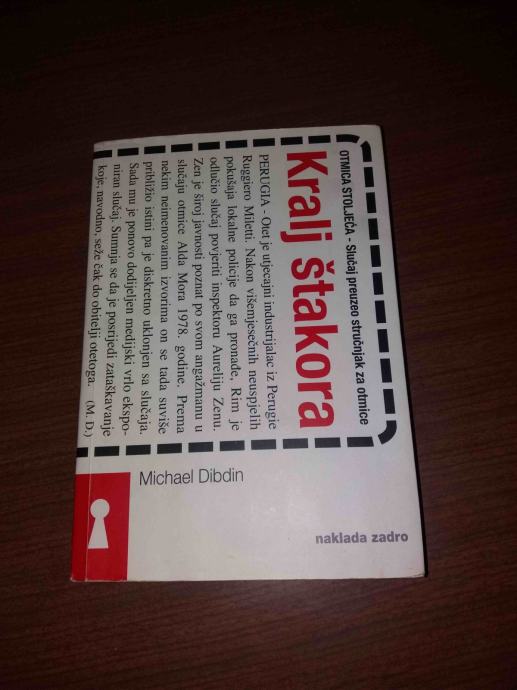 OTMICA STOLJEĆA - Slučaj preuzeo stručnjak za otmice
Kralj štakora
PERUGIA - Otet je utjecajni industrijalac iz Perugie
Ruggiero Miletti. Nakon višemjesečnih neuspjelih
pokušaja lokalne policije da ga pronađe, Rim je
odlučio slučaj povjeriti inspektoru Aureliju Zenu.
Zen je široj javnosti poznat po svom angažmanu u
slučaju otmice Alda Mora 1978. godine. Prema
nekim neimenovanim izvorima on se tada suviše
približio istini pa je diskretno uklonjen sa slučaja.
Sada mu je ponovo dodijeljen medijski vrlo ekspo-
niran slučaj. Sumnja se da je posrijedi zataškavanje
koje, navodno, seže čak do obitelji otetoga. (M. D.)
Michael Dibdin
naklada zadro